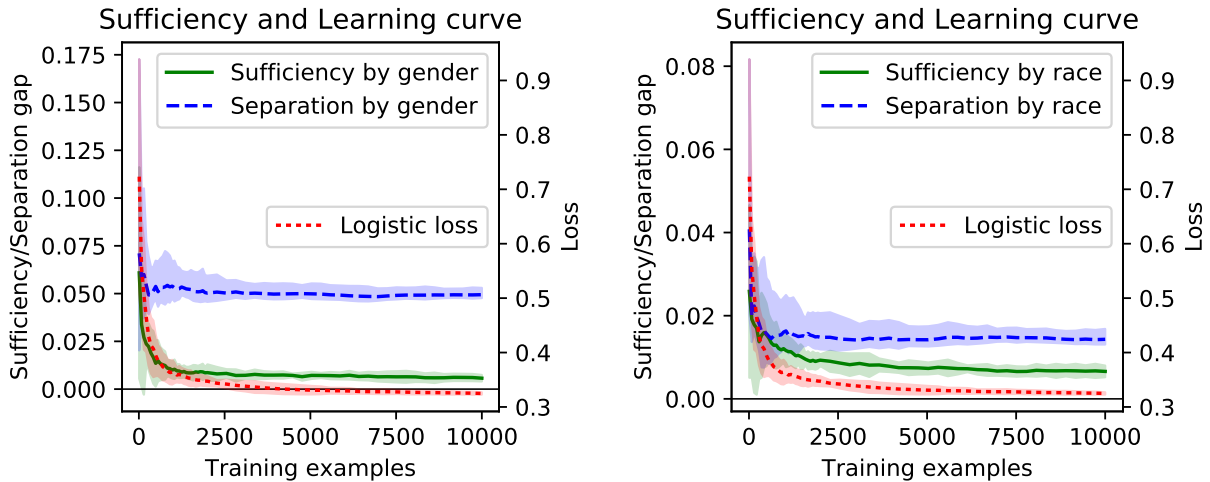 Sufficiency and Learning curve
Sufficiency/Separation gap
0.175
0.150
0.125
0.100
0.075
0.050
0.025
0.000
Sufficiency by gender
Separation by gender
Logistic loss
0.9
0.8
0.7
0.6
0.5
0.4
0.3
Loss
0 2500 5000 7500 10000
Training examples
Sufficiency and Learning curve
Sufficiency/Separation gap
0.08
0.06
0.04
0.02
0.00
Sufficiency by race
Separation by race
Logistic loss
0.9
0.8
0.7
0.6
0.5
0.4
0.3
Loss
0 2500 5000 7500 10000
Training examples